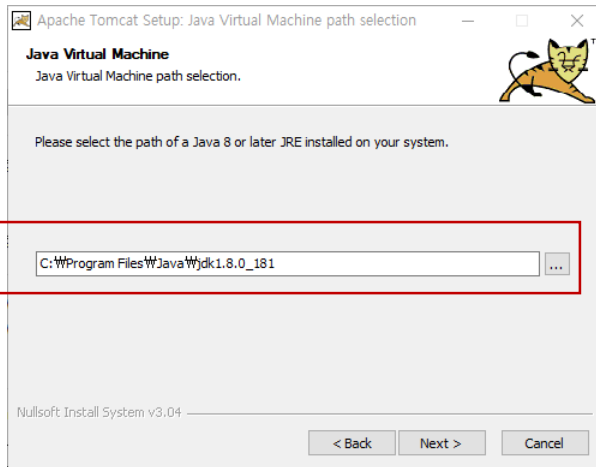 Apache Tomcat Setup: Java Virtual Machine path selection
Java Virtual Machine
Java Virtual Machine path selection.
TM
Please select the path of a Java 8 or later JRE installed on your system.
C:₩Program Files₩Java₩jdk1.8.0_181
...
Nullsoft Install System v3.04
< Back
Next >
Cancel